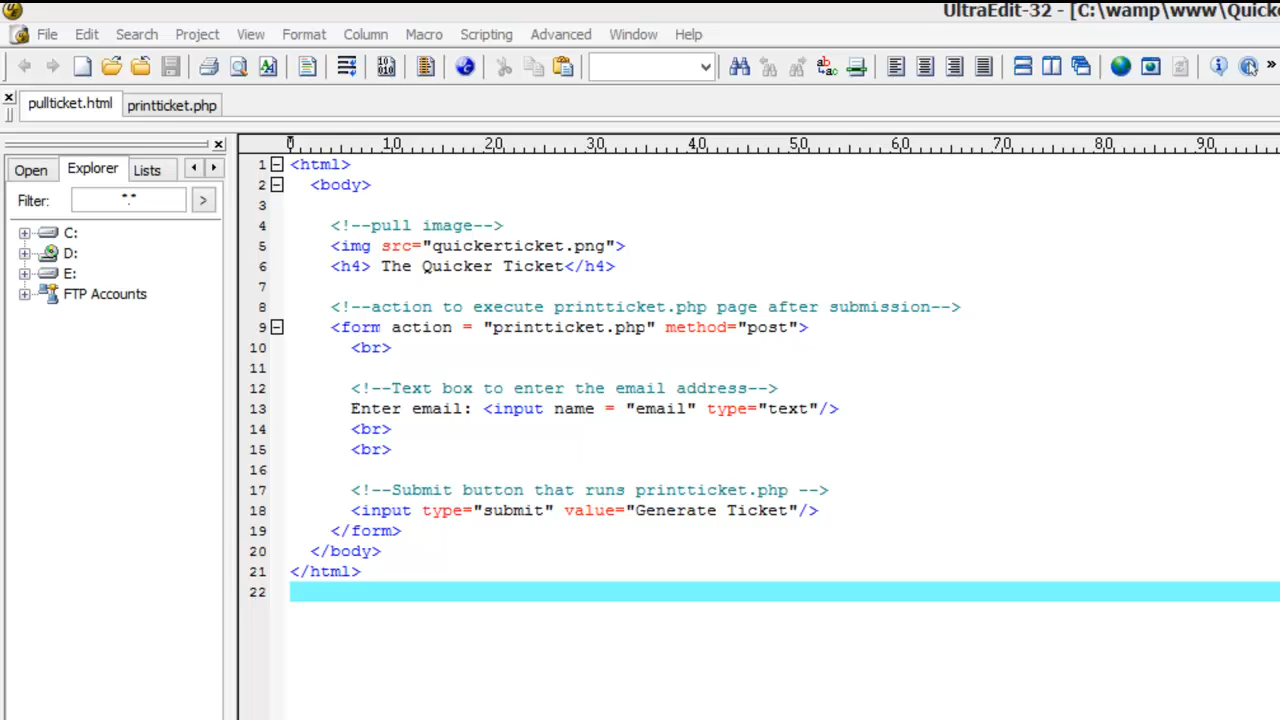 UltraEdit-32 - [C:\wamp\www\Quicke
File Edit Search Project View Format Column Macro Scripting Advanced Window Help
pullticket.html printticket.php
Open Explorer Lists
Filter: *.* >
C:
D:
E:
FTP Accounts
0 10 20 30 40 50 60 70 80 90
1 <html>
2 <body>
3
4 <!--pull image-->
5 <img src="quickerticket.png">
6 <h4> The Quicker Ticket</h4>
7
8 <!--action to execute printticket.php page after submission-->
9 <form action = "printticket.php" method="post">
10 <br>
11
12 <!--Text box to enter the email address-->
13 Enter email: <input name = "email" type="text"/>
14 <br>
15 <br>
16
17 <!--Submit button that runs printticket.php -->
18 <input type="submit" value="Generate Ticket"/>
19 </form>
20 </body>
21 </html>
22